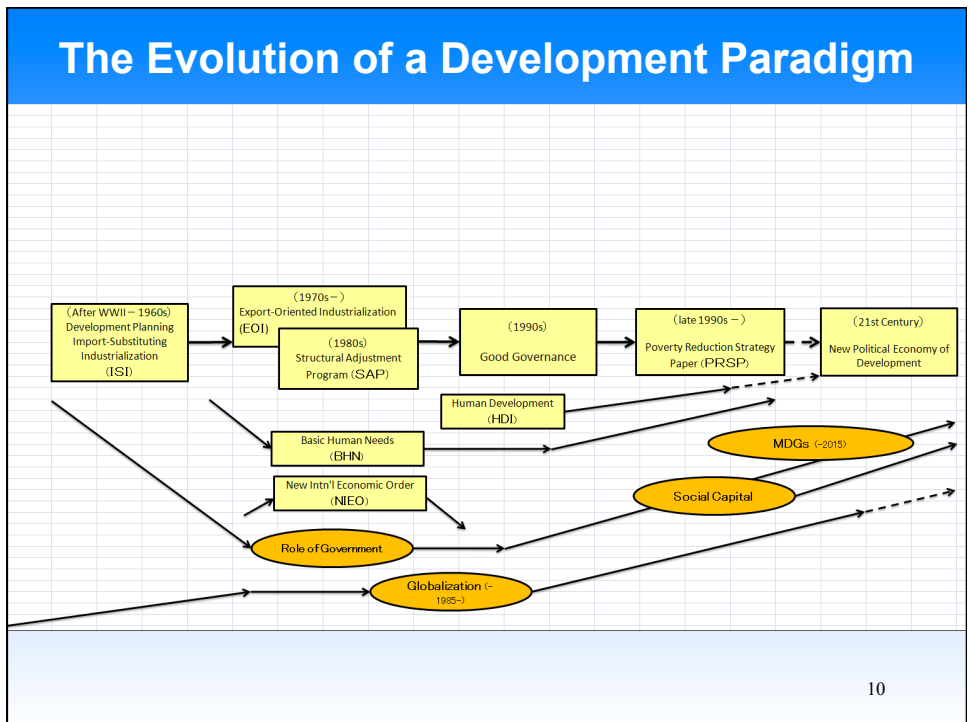 The Evolution of a Development Paradigm
（After WWII－1960s）
Development Planning
Import-Substituting
Industrialization
（ISI）
（1970s－）
Export-Oriented Industrialization
(EOI)
（1980s）
Structural Adjustment
Program（SAP）
（1990s）
Good Governance
（late 1990s－）
Poverty Reduction Strategy
Paper（PRSP）
（21st Century）
New Political Economy of
Development
Human Development
（HDI）
Basic Human Needs
（BHN）
New Intn'l Economic Order
（NIEO）
MDGs（-2015）
Social Capital
Role of Government
Globalization（-
1985-）
10